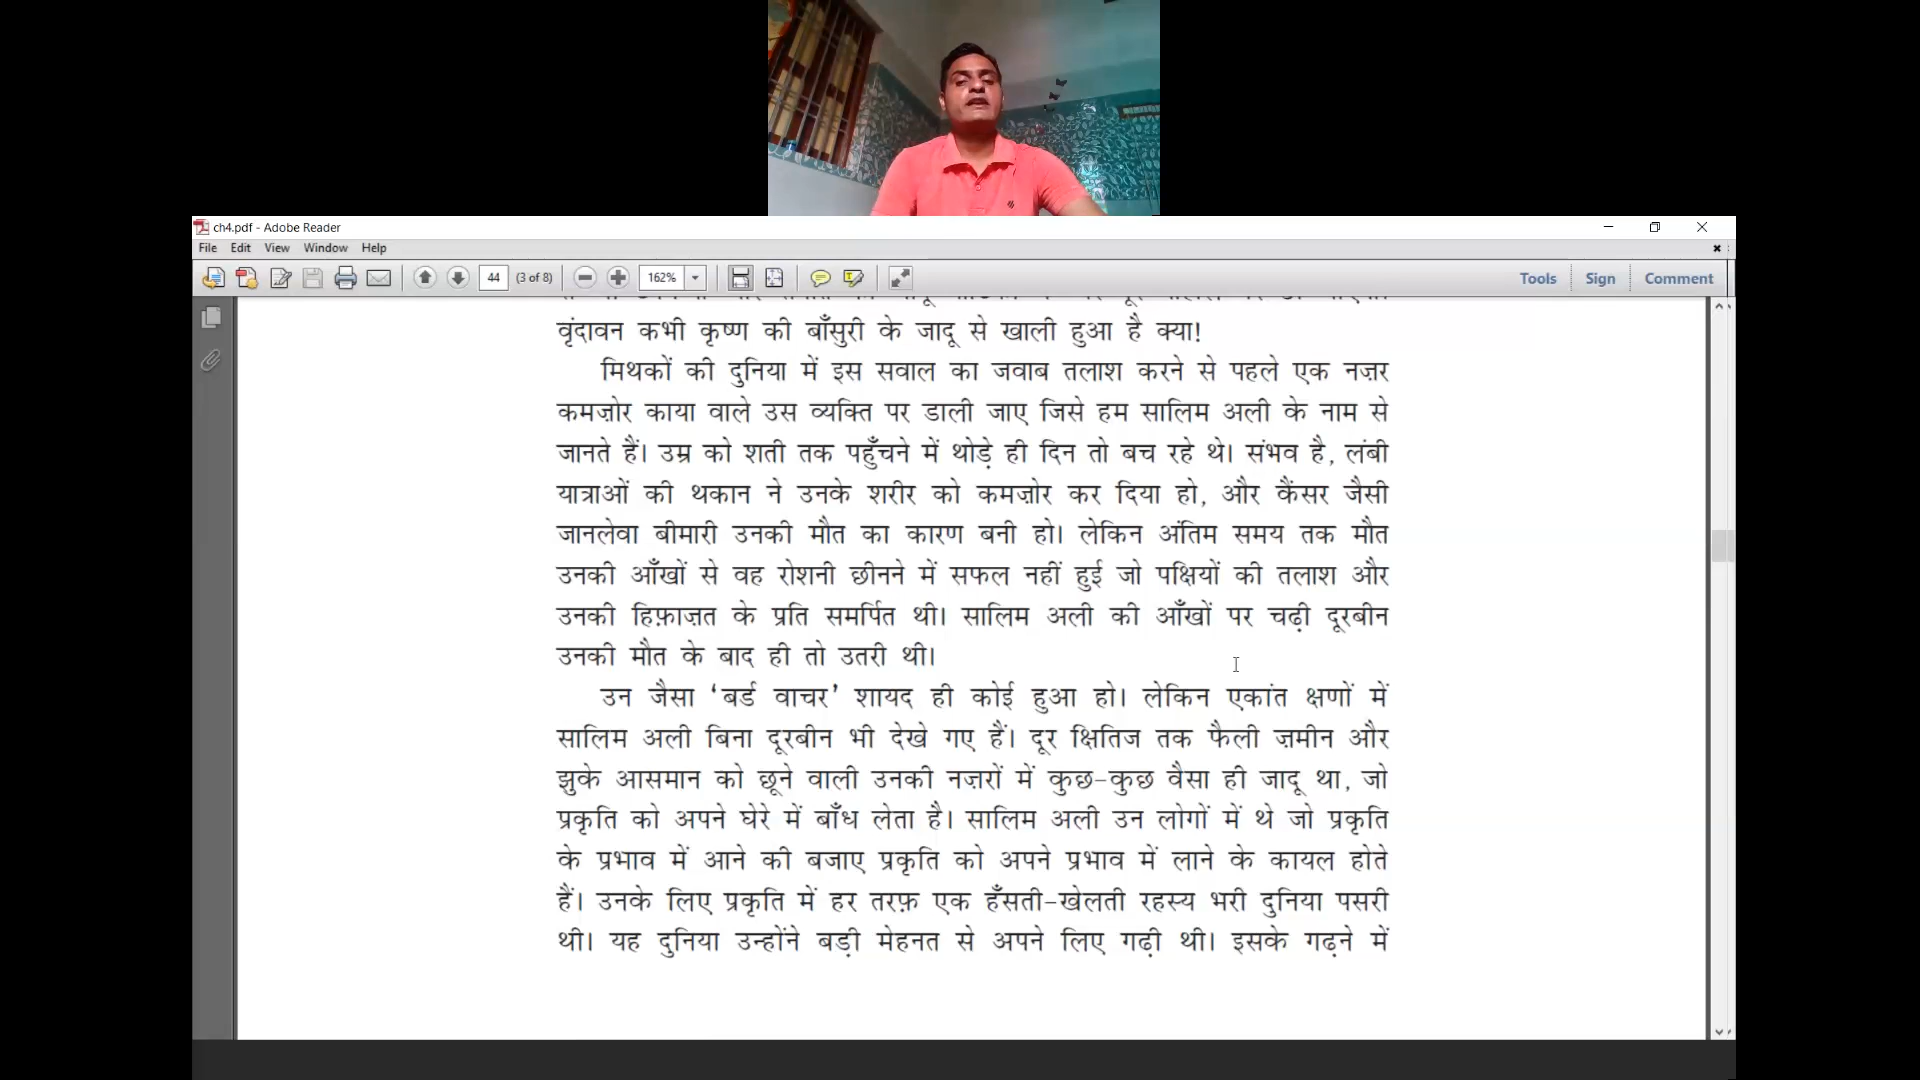 ch4.pdf - Adobe Reader
File Edit View Window Help
44 (3 of 8) 162% Tools Sign Comment
वृंदावन कभी कृष्ण की बाँसुरी के जादू से खाली हुआ है क्या!
मिथकों की दुनिया में इस सवाल का जवाब तलाश करने से पहले एक नज़र
कमज़ोर काया वाले उस व्यक्ति पर डाली जाए जिसे हम सालिम अली के नाम से
जानते हैं। उम्र को शती तक पहुँचने में थोड़े ही दिन तो बच रहे थे। संभव है, लंबी
यात्राओं की थकान ने उनके शरीर को कमज़ोर कर दिया हो, और कैंसर जैसी
जानलेवा बीमारी उनकी मौत का कारण बनी हो। लेकिन अंतिम समय तक मौत
उनकी आँखों से वह रोशनी छीनने में सफल नहीं हुई जो पक्षियों की तलाश और
उनकी हिफ़ाज़त के प्रति समर्पित थी। सालिम अली की आँखों पर चढ़ी दूरबीन
उनकी मौत के बाद ही तो उतरी थी।
उन जैसा ‘बर्ड वाचर’ शायद ही कोई हुआ हो। लेकिन एकांत क्षणों में
सालिम अली बिना दूरबीन भी देखे गए हैं। दूर क्षितिज तक फैली ज़मीन और
झुके आसमान को छूने वाली उनकी नज़रों में कुछ-कुछ वैसा ही जादू था, जो
प्रकृति को अपने घेरे में बाँध लेता है। सालिम अली उन लोगों में थे जो प्रकृति
के प्रभाव में आने की बजाए प्रकृति को अपने प्रभाव में लाने के कायल होते
हैं। उनके लिए प्रकृति में हर तरफ़ एक हँसती-खेलती रहस्य भरी दुनिया पसरी
थी। यह दुनिया उन्होंने बड़ी मेहनत से अपने लिए गढ़ी थी। इसके गढ़ने में